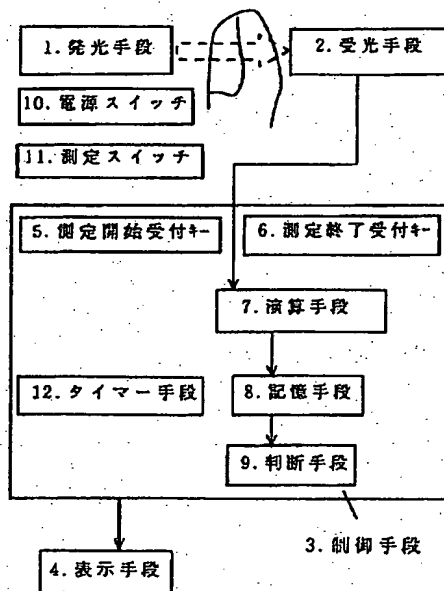 1. 発光手段
2. 受光手段
10. 電源スイッチ
11. 測定スイッチ
5. 測定開始受付キー
6. 測定終了受付キー
7. 演算手段
12. タイマー手段
8. 記憶手段
9. 判断手段
3. 制御手段
4. 表示手段